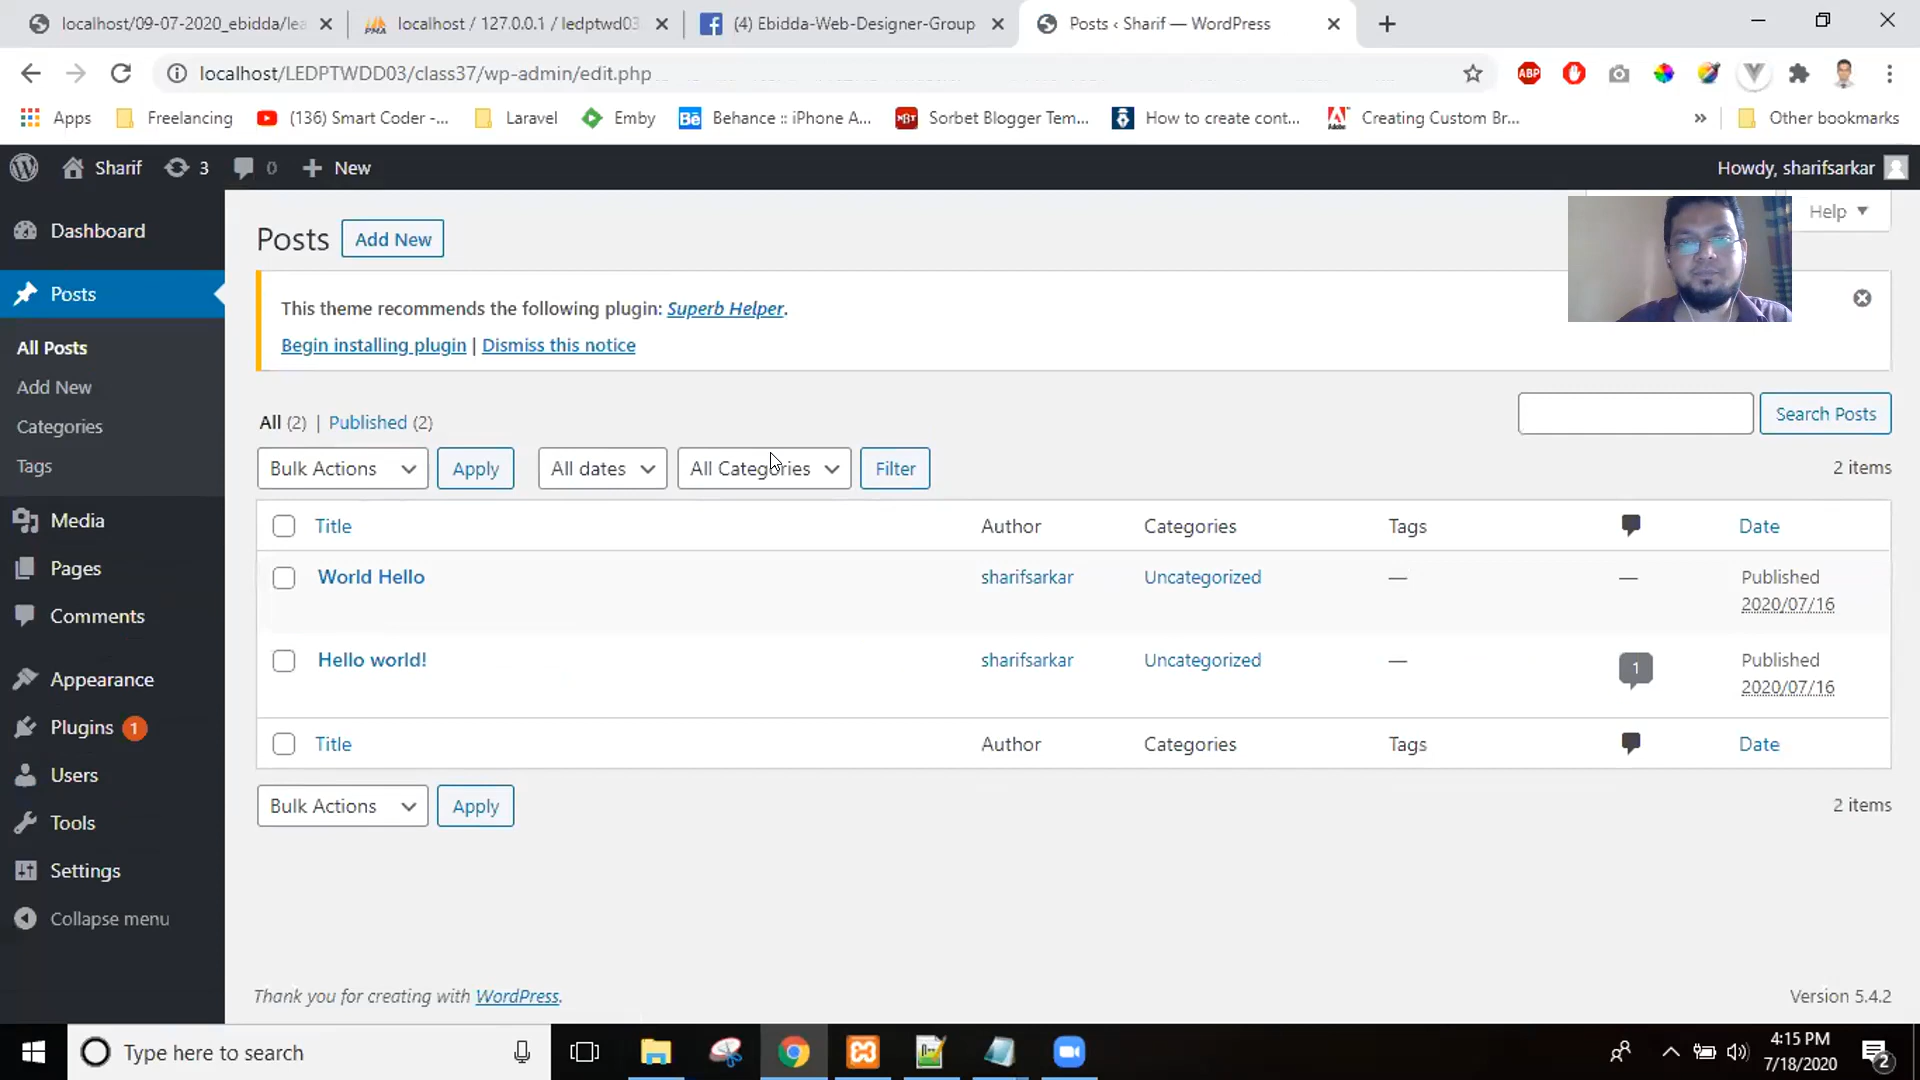 localhost/09-07-2020_ebidda/lea
localhost / 127.0.0.1 / ledptwd03
(4) Ebidda-Web-Designer-Group
Posts ‹ Sharif — WordPress
localhost/LEDPTWDD03/class37/wp-admin/edit.php
ABP
Apps
Freelancing
(136) Smart Coder -...
Laravel
Emby
Behance :: iPhone A...
Sorbet Blogger Tem...
How to create cont...
Creating Custom Br...
»
Other bookmarks
Sharif
3
0
+ New
Howdy, sharifsarkar
Dashboard
Posts
All Posts
Add New
Categories
Tags
Media
Pages
Comments
Appearance
Plugins 1
Users
Tools
Settings
Collapse menu
Posts
Add New
Help
This theme recommends the following plugin: Superb Helper.
Begin installing plugin | Dismiss this notice
All (2) | Published (2)
Search Posts
Bulk Actions
Apply
All dates
All Categories
Filter
2 items
Title Author Categories Tags Date
World Hello sharifsarkar Uncategorized — — Published
2020/07/16
Hello world! sharifsarkar Uncategorized — 1 Published
2020/07/16
Title Author Categories Tags Date
Bulk Actions
Apply
2 items
Thank you for creating with WordPress.
Version 5.4.2
Type here to search
4:15 PM
7/18/2020
2